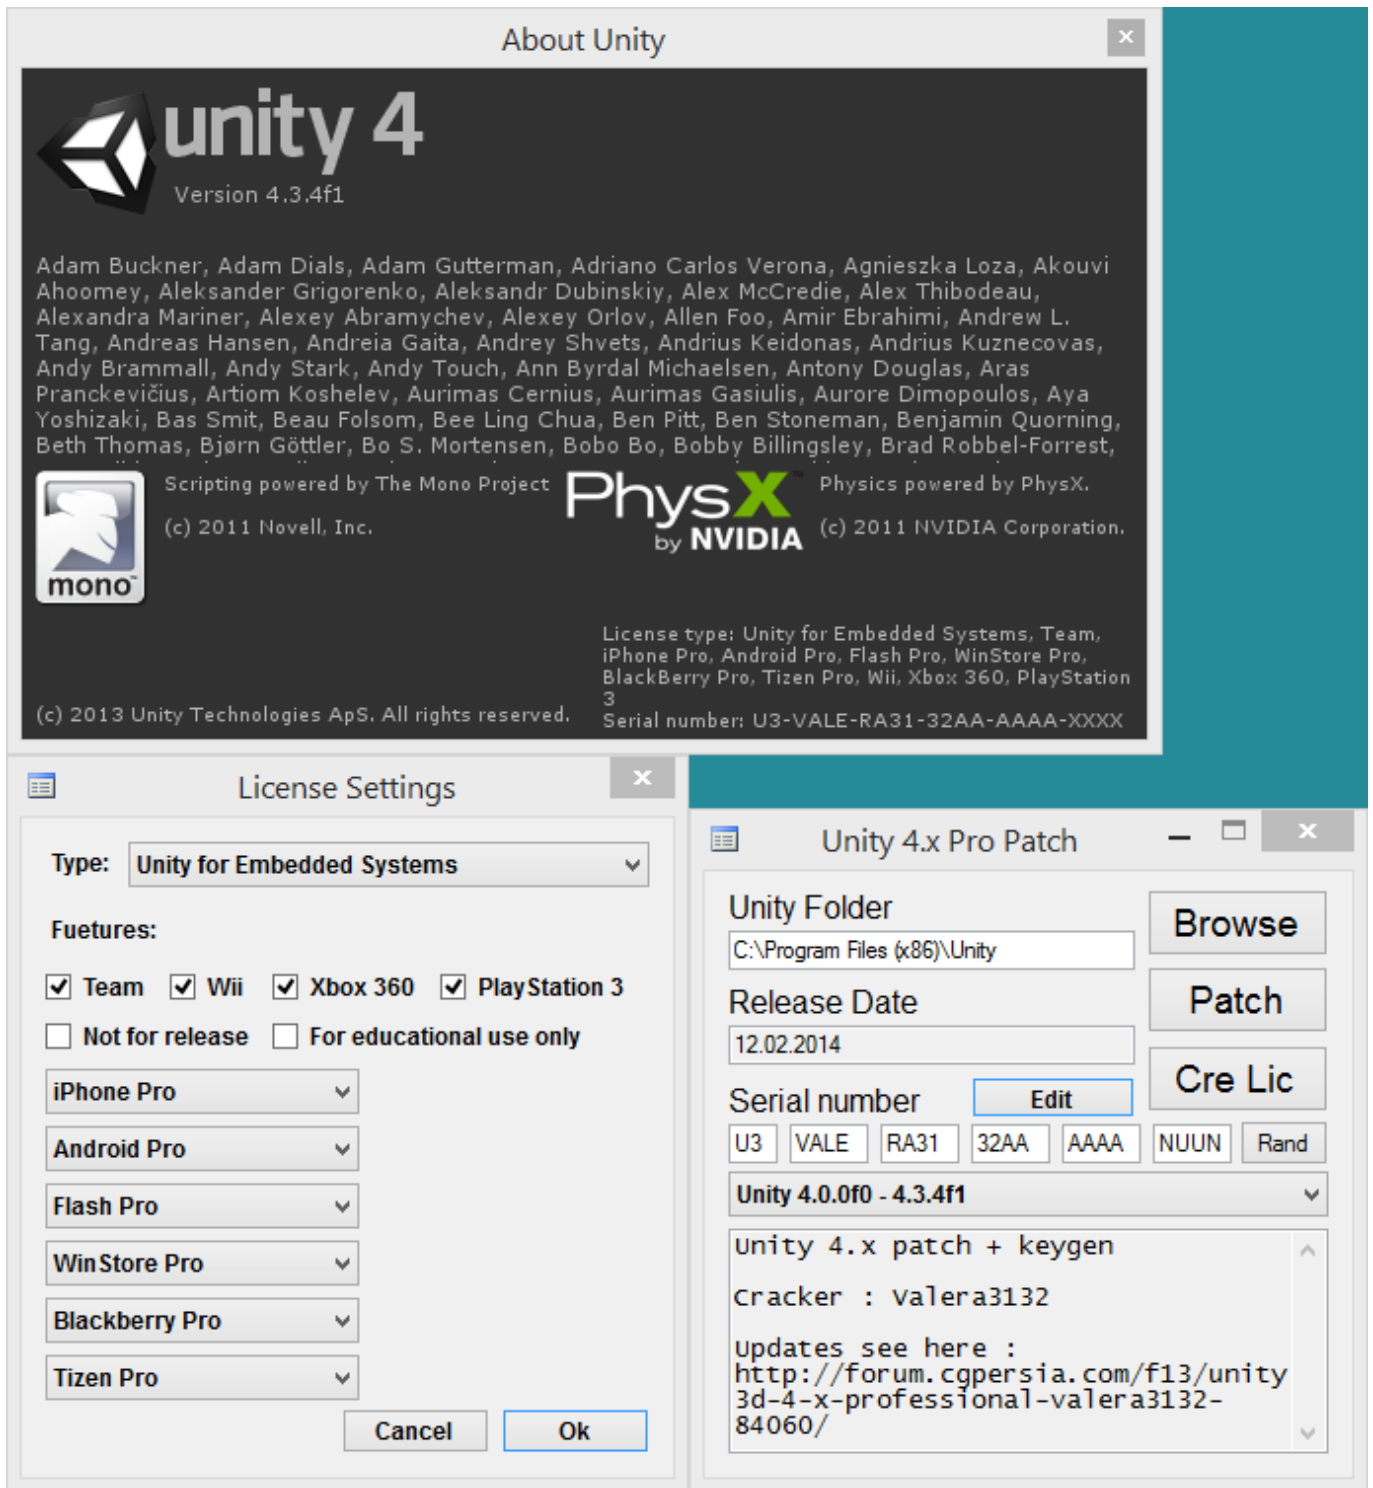 About Unity
unity 4
Version 4.3.4f1
Adam Buckner, Adam Dials, Adam Gutterman, Adriano Carlos Verona, Agnieszka Loza, Akouvi
Ahoomey, Aleksander Grigorenko, Aleksandr Dubinskiy, Alex McCredie, Alex Thibodeau,
Alexandra Mariner, Alexey Abramychev, Alexey Orlov, Allen Foo, Amir Ebrahimi, Andrew L.
Tang, Andreas Hansen, Andreia Gaita, Andrey Shvets, Andrius Keidonas, Andrius Kuznecovas,
Andy Brammall, Andy Stark, Andy Touch, Ann Byrdal Michaelsen, Antony Douglas, Aras
Pranckevičius, Artiom Koshelev, Aurimas Cernius, Aurimas Gasiulis, Aurore Dimopoulos, Aya
Yoshizaki, Bas Smit, Beau Folsom, Bee Ling Chua, Ben Pitt, Ben Stoneman, Benjamin Quorning,
Beth Thomas, Bjørn Göttler, Bo S. Mortensen, Bobo Bo, Bobby Billingsley, Brad Robbel-Forrest,
mono™
Scripting powered by The Mono Project
(c) 2011 Novell, Inc.
PhysX™
by NVIDIA
Physics powered by PhysX.
(c) 2011 NVIDIA Corporation.
License type: Unity for Embedded Systems, Team,
iPhone Pro, Android Pro, Flash Pro, WinStore Pro,
BlackBerry Pro, Tizen Pro, Wii, Xbox 360, PlayStation
3
Serial number: U3-VALE-RA31-32AA-AAAA-XXXX
(c) 2013 Unity Technologies ApS. All rights reserved.
License Settings
Type: Unity for Embedded Systems
Fuetures:
Team Wii Xbox 360 PlayStation 3
Not for release For educational use only
iPhone Pro
Android Pro
Flash Pro
WinStore Pro
Blackberry Pro
Tizen Pro
Cancel Ok
Unity 4.x Pro Patch
Unity Folder
Browse
C:\Program Files (x86)\Unity
Release Date
Patch
12.02.2014
Cre Lic
Serial number Edit
U3 VALE RA31 32AA AAAA NUUN Rand
Unity 4.0.0f0 - 4.3.4f1
Unity 4.x patch + keygen
Cracker : Valera3132
Updates see here :
http://forum.cgpersia.com/f13/unity
3d-4-x-professional-valera3132-
84060/